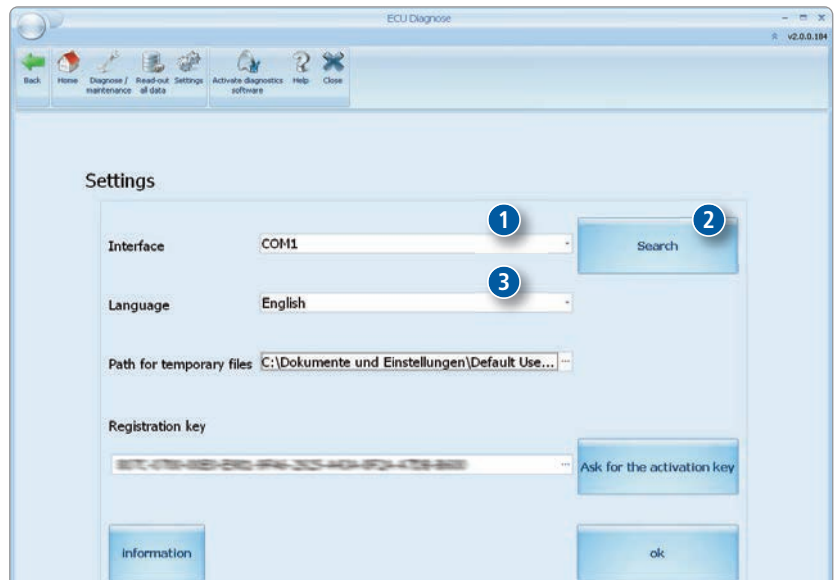 ECU Diagnose
v2.0.0.104
Back
Home
Diagnose / maintenance
Read-out all data
Settings
Activate diagnostics software
Help
Close
Settings
1
2
Interface
COM1
Search
3
Language
English
Path for temporary files
C:\Dokumente und Einstellungen\Default Use...
...
Registration key
...
Ask for the activation key
information
ok